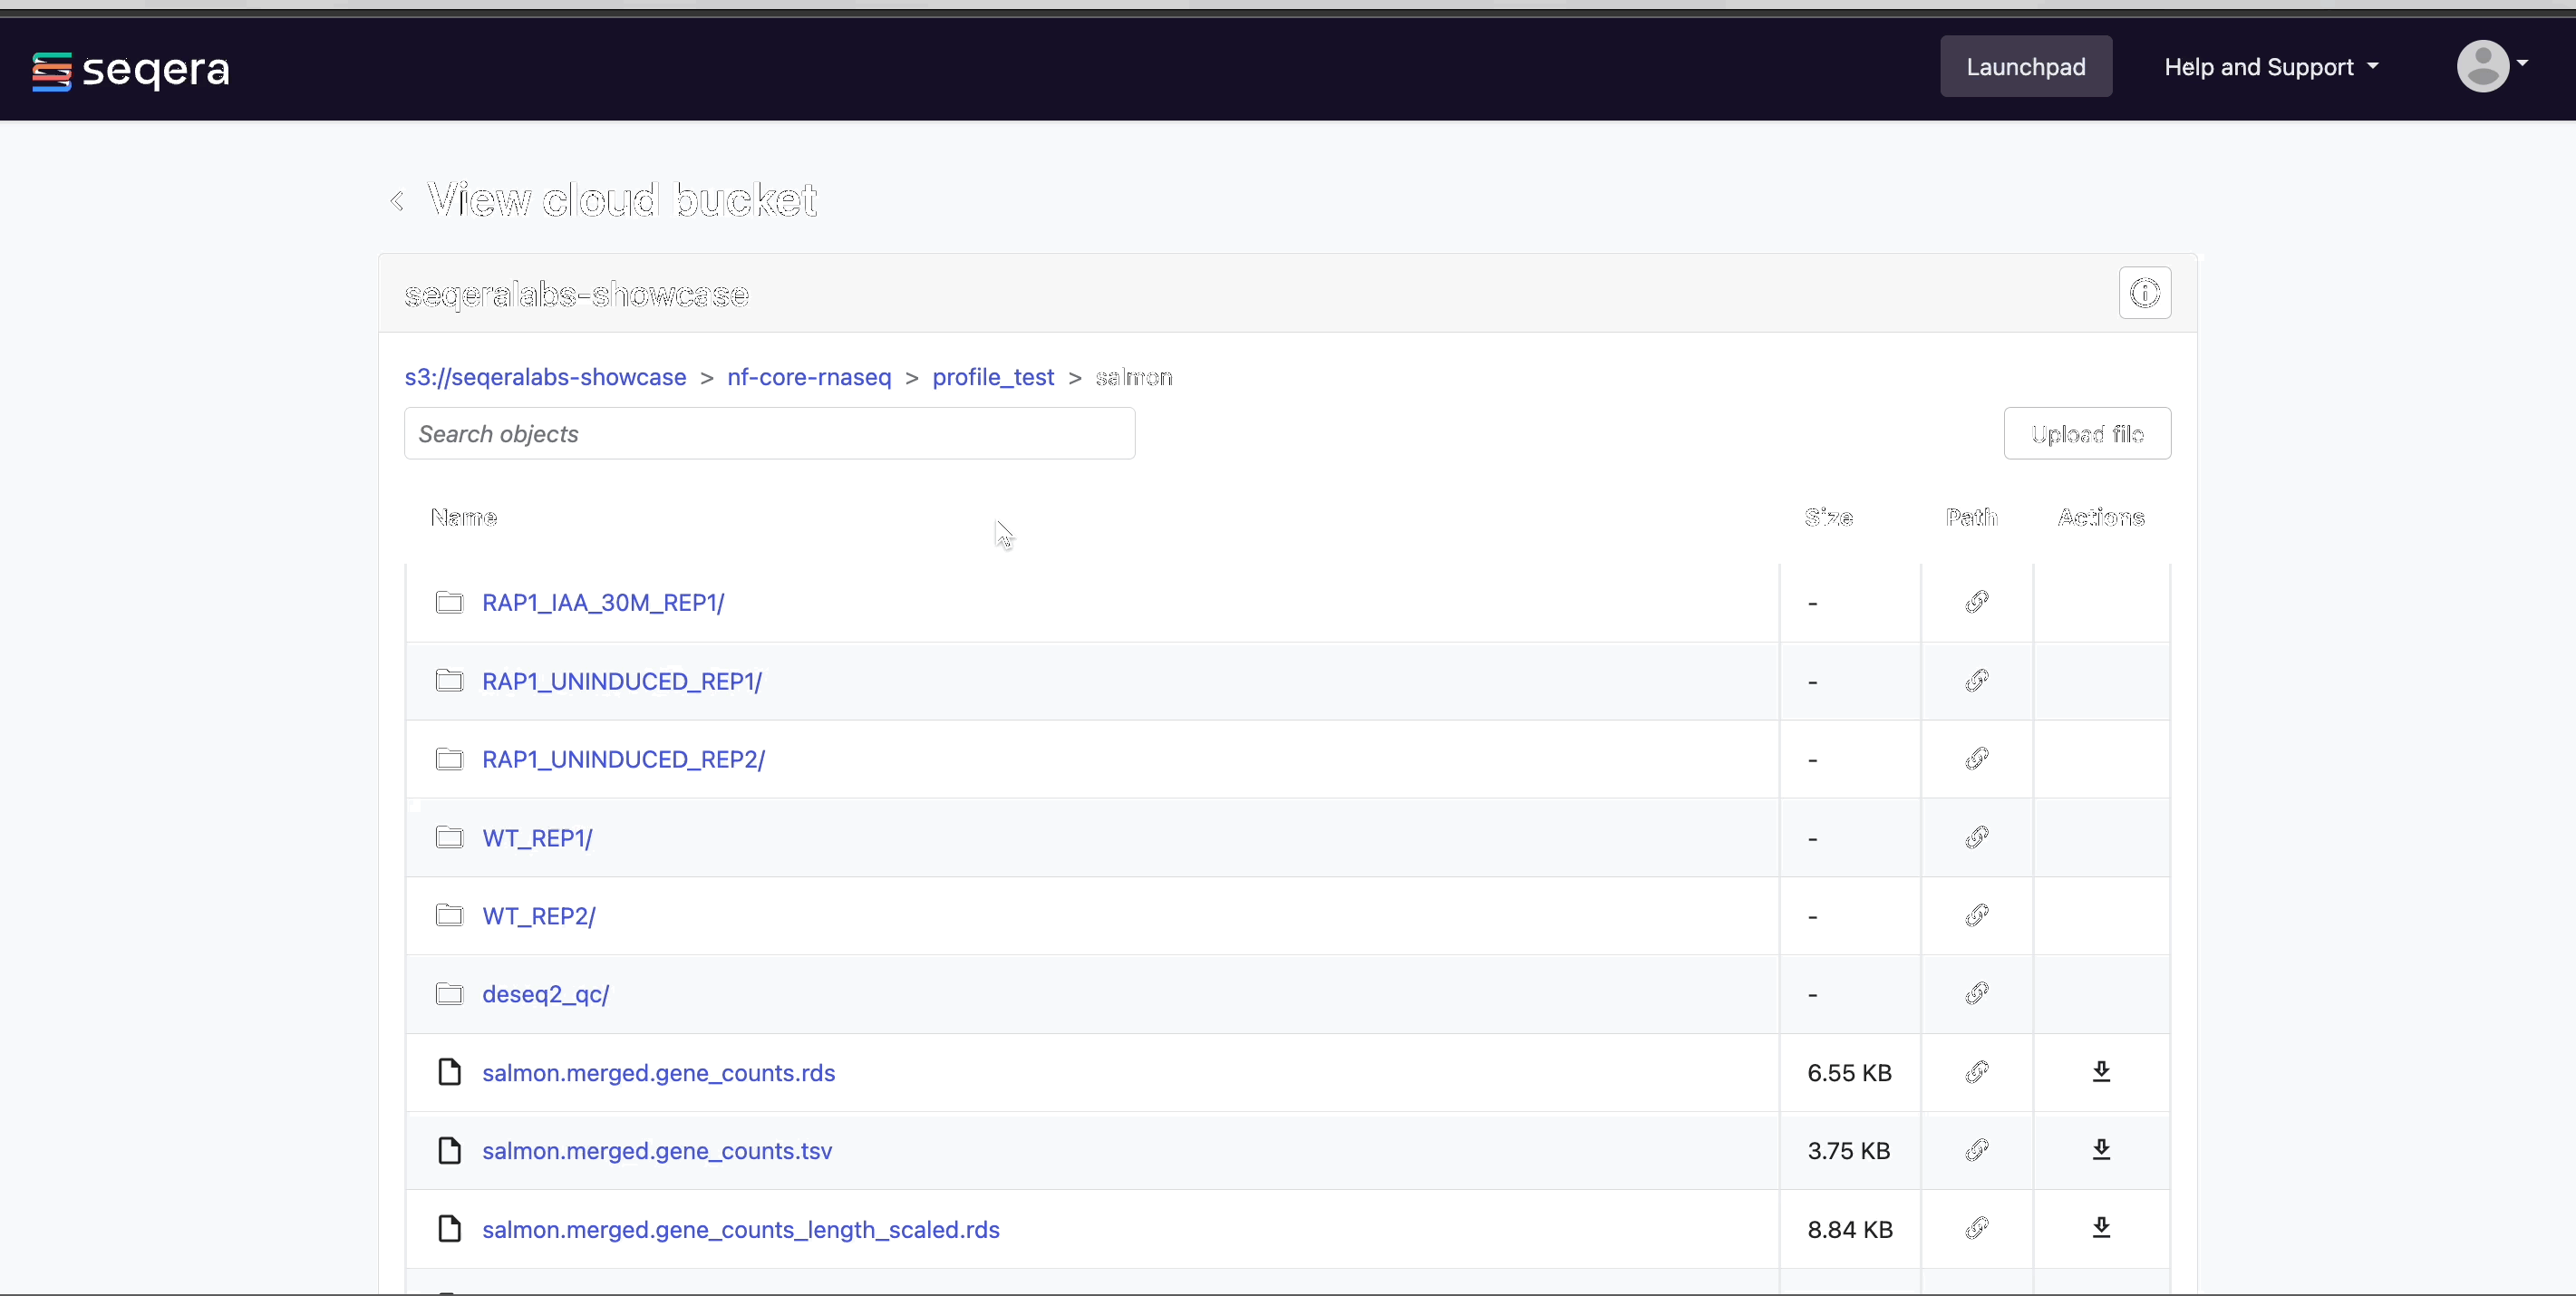 seqera Launchpad Help and Support
View cloud bucket
seqeralabs-showcase
s3://seqeralabs-showcase > nf-core-rnaseq > profile_test > salmon
Search objects Upload file
Name Size Path Actions
RAP1_IAA_30M_REP1/ -
RAP1_UNINDUCED_REP1/ -
RAP1_UNINDUCED_REP2/ -
WT_REP1/ -
WT_REP2/ -
deseq2_qc/ -
salmon.merged.gene_counts.rds 6.55 KB
salmon.merged.gene_counts.tsv 3.75 KB
salmon.merged.gene_counts_length_scaled.rds 8.84 KB